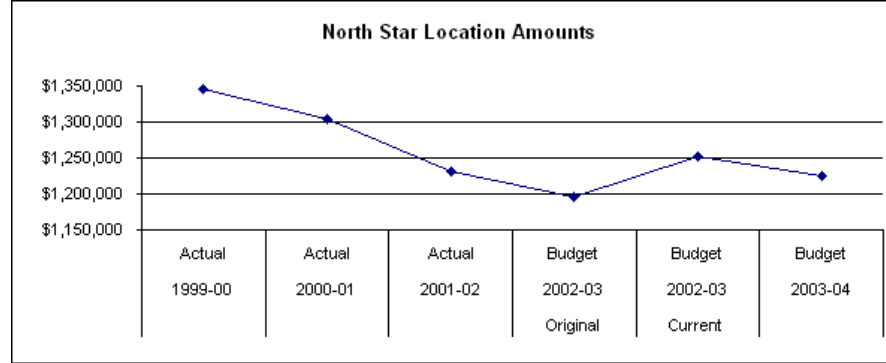 North Star Location Amounts
$1,350,000
$1,300,000
$1,250,000
$1,200,000
$1,150,000
Actual Actual Actual Budget Budget Budget
1999-00 2000-01 2001-02 2002-03 2002-03 2003-04
Original Current